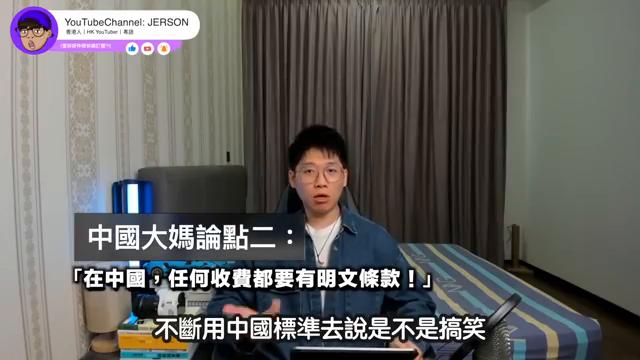 YouTubeChannel: JERSON
香港人｜HK YouTuber｜粵語
中國大媽論點二：
「在中國，任何收費都要有明文條款！」
不斷用中國標準去說是不是搞笑